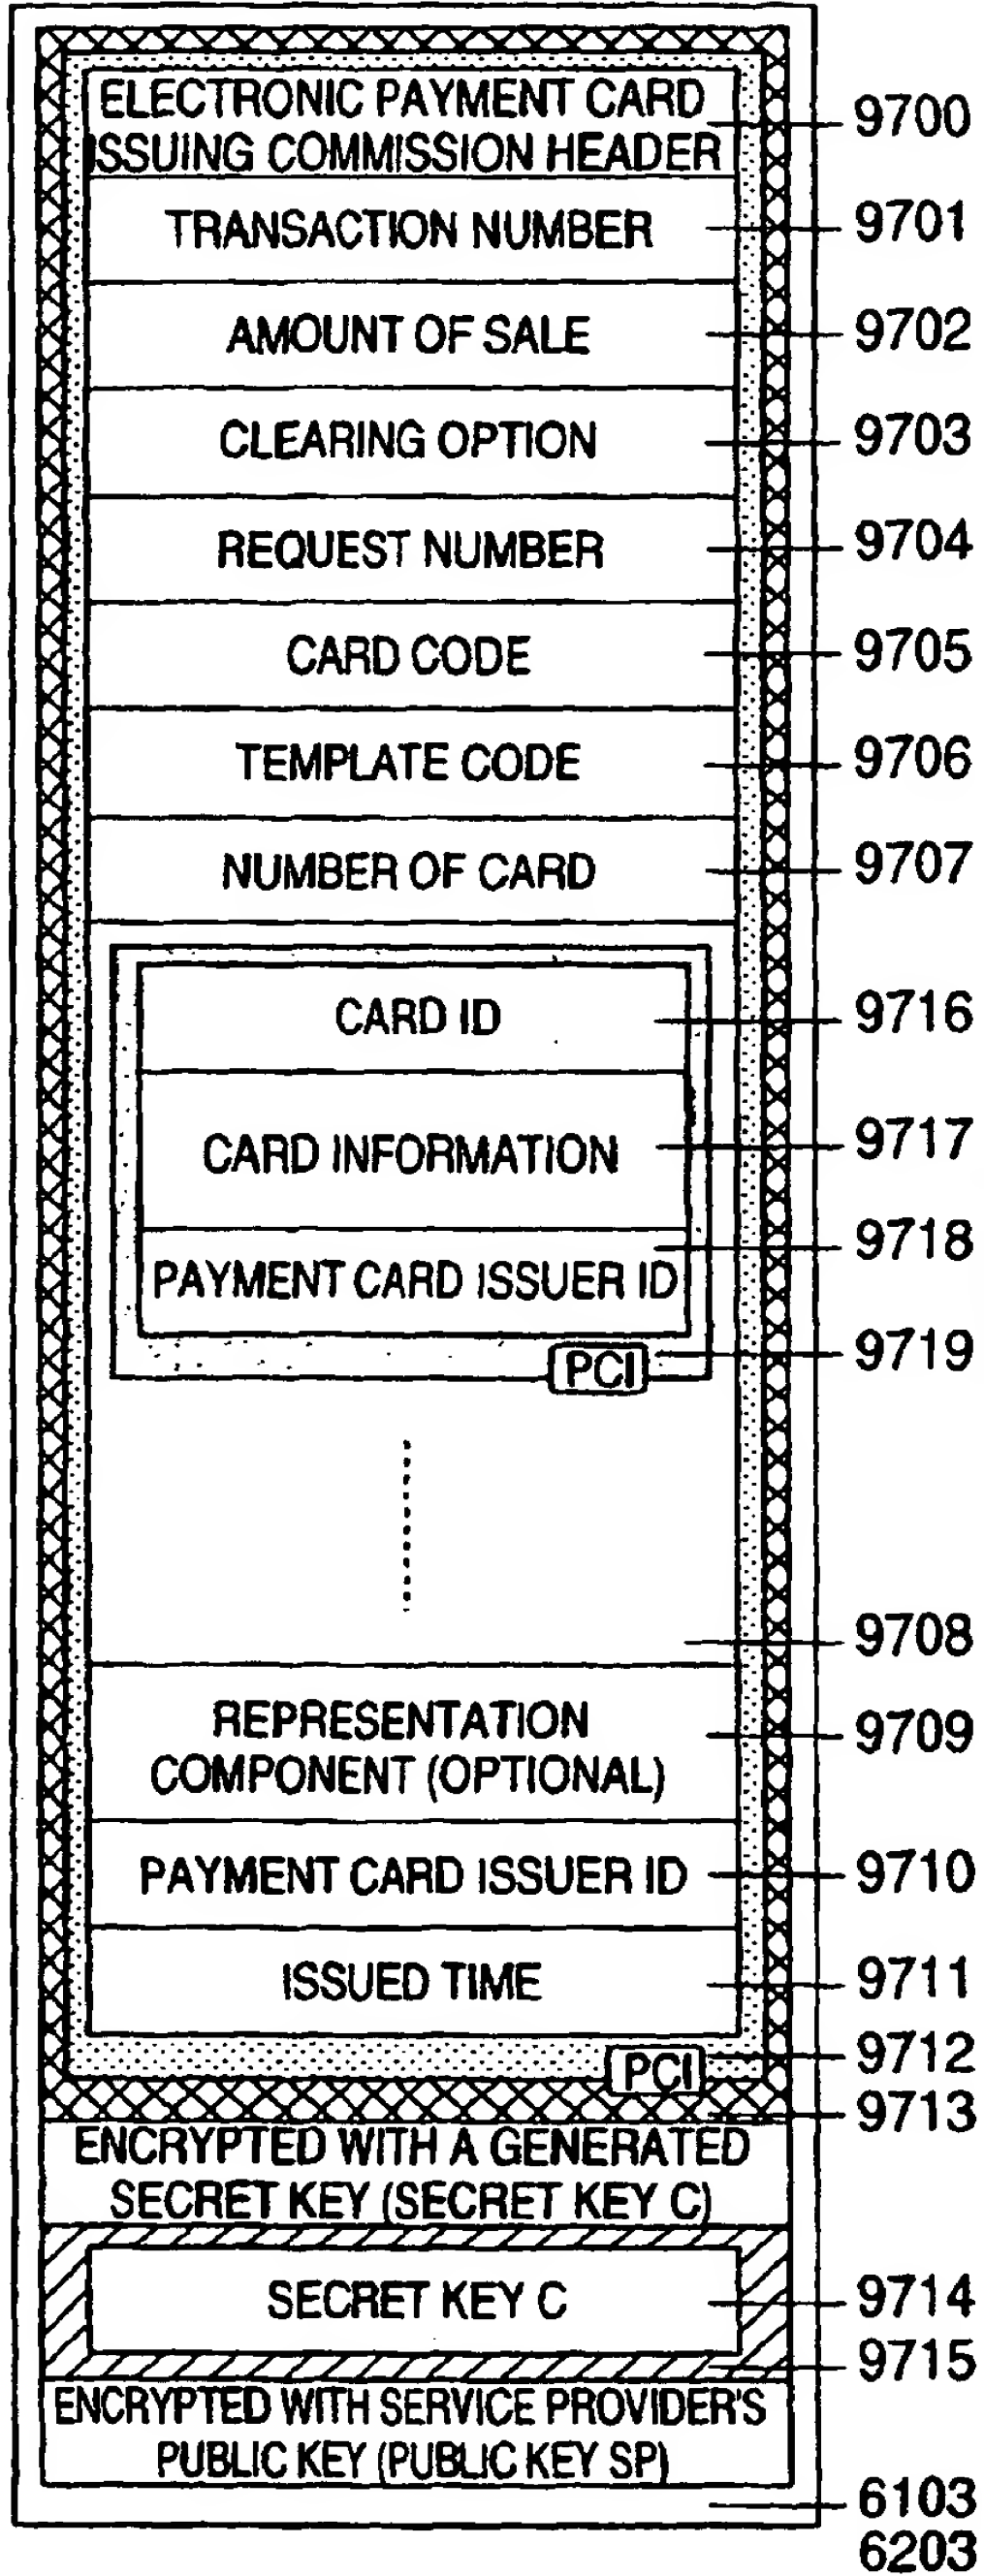 ELECTRONIC PAYMENT CARD
ISSUING COMMISSION HEADER
9700
TRANSACTION NUMBER
9701
AMOUNT OF SALE
9702
CLEARING OPTION
9703
REQUEST NUMBER
9704
CARD CODE
9705
TEMPLATE CODE
9706
NUMBER OF CARD
9707
CARD ID
9716
CARD INFORMATION
9717
9718
PAYMENT CARD ISSUER ID
9719
PCI
9708
REPRESENTATION
COMPONENT (OPTIONAL)
9709
PAYMENT CARD ISSUER ID
9710
ISSUED TIME
9711
9712
PCI
9713
ENCRYPTED WITH A GENERATED
SECRET KEY (SECRET KEY C)
SECRET KEY C
9714
9715
ENCRYPTED WITH SERVICE PROVIDER'S
PUBLIC KEY (PUBLIC KEY SP)
6103
6203